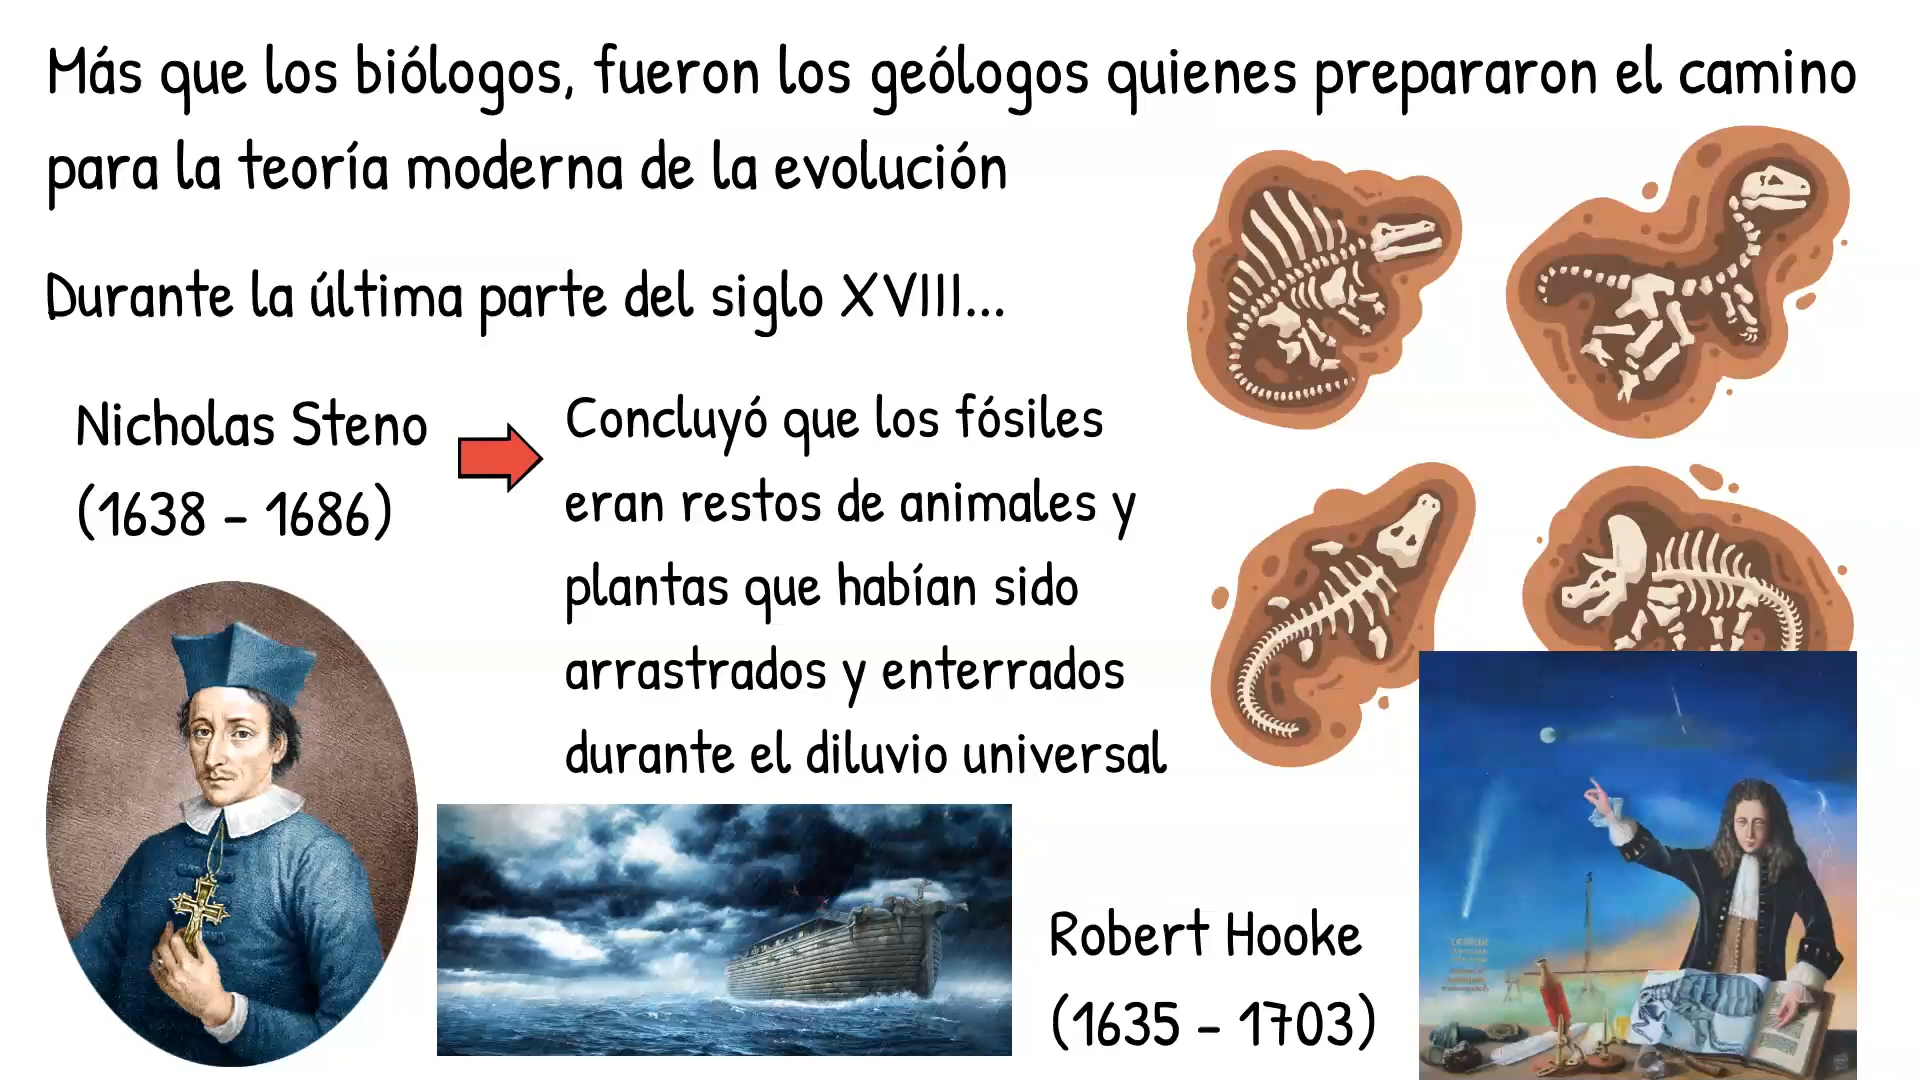 Más que los biólogos, fueron los geólogos quienes prepararon el camino
para la teoría moderna de la evolución
Durante la última parte del siglo XVIII...
Nicholas Steno
(1638 - 1686)
Concluyó que los fósiles
eran restos de animales y
plantas que habían sido
arrastrados y enterrados
durante el diluvio universal
Robert Hooke
(1635 - 1703)